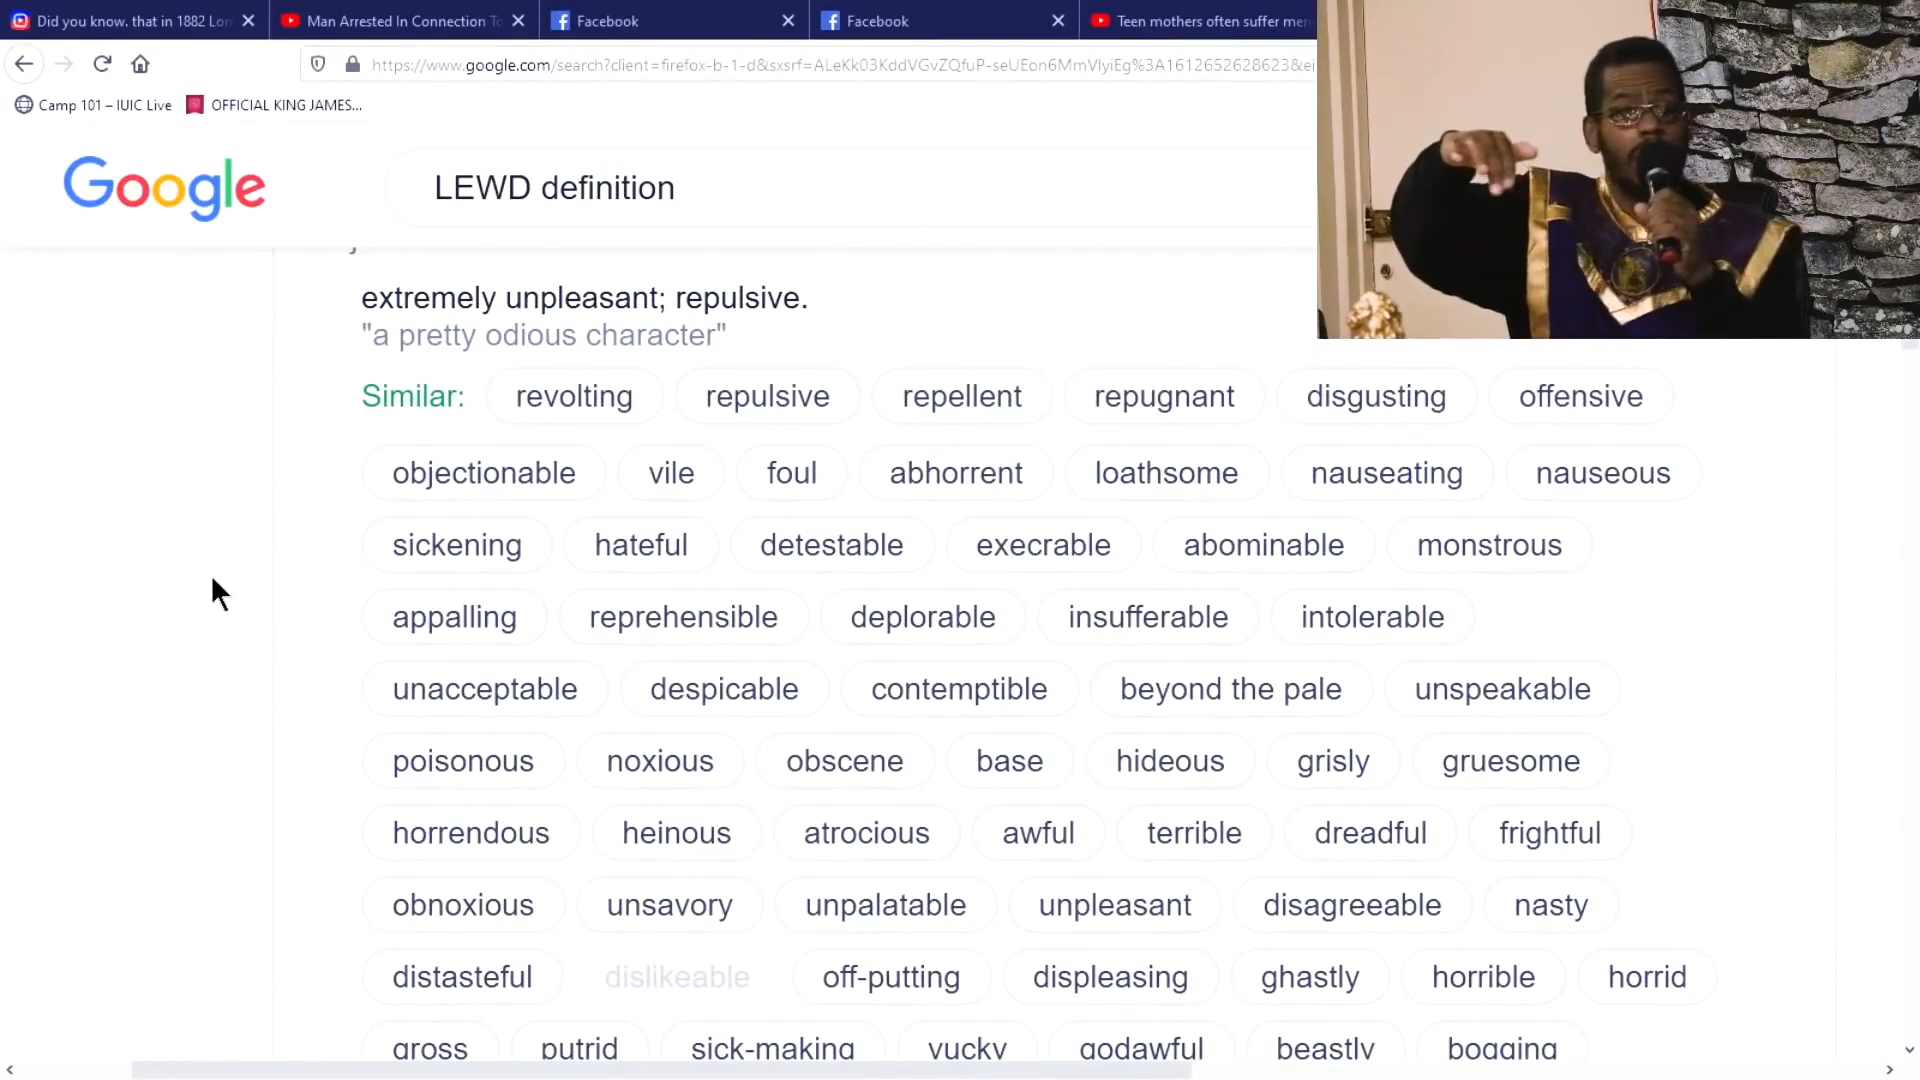 Did you know, that in 1882 Lon
Man Arrested In Connection To
Facebook
Facebook
Teen mothers often suffer men
https://www.google.com/search?client=firefox-b-1-d&sxsrf=ALeKk03KddVGvZQfuP-seUEon6MmVIyiEg%3A1612652628623&ei
Camp 101 – IUIC Live OFFICIAL KING JAMES...
Google
LEWD definition
extremely unpleasant; repulsive.
"a pretty odious character"
Similar: revolting repulsive repellent repugnant disgusting offensive
objectionable vile foul abhorrent loathsome nauseating nauseous
sickening hateful detestable execrable abominable monstrous
appalling reprehensible deplorable insufferable intolerable
unacceptable despicable contemptible beyond the pale unspeakable
poisonous noxious obscene base hideous grisly gruesome
horrendous heinous atrocious awful terrible dreadful frightful
obnoxious unsavory unpalatable unpleasant disagreeable nasty
distasteful dislikeable off-putting displeasing ghastly horrible horrid
gross putrid sick-making yucky godawful beastly bogging